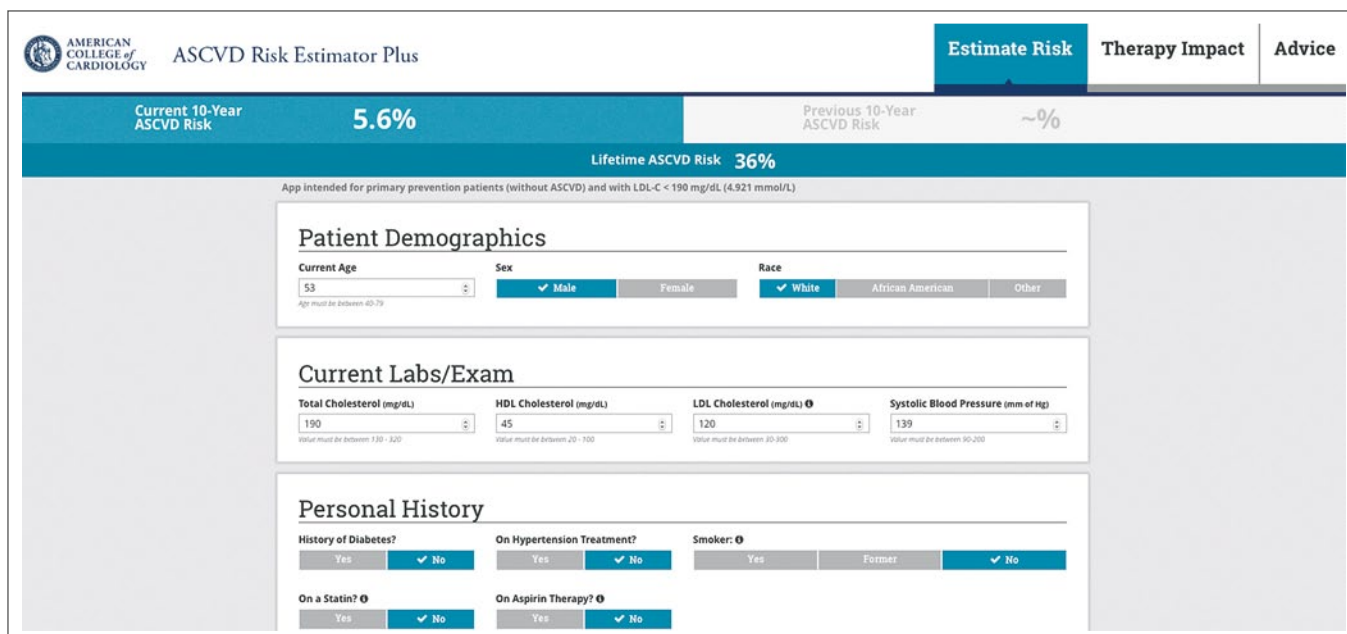 AMERICAN
COLLEGE of
CARDIOLOGY
ASCVD Risk Estimator Plus
Estimate Risk
Therapy Impact
Advice
Current 10-Year
ASCVD Risk
5.6%
Previous 10-Year
ASCVD Risk
~%
Lifetime ASCVD Risk 36%
App intended for primary prevention patients (without ASCVD) and with LDL-C < 190 mg/dL (4.921 mmol/L)
Patient Demographics
Current Age
Sex
Race
53
✔ Male
Female
✔ White
African American
Other
Age must be between 40-79
Current Labs/Exam
Total Cholesterol (mg/dL)
HDL Cholesterol (mg/dL)
LDL Cholesterol (mg/dL)
Systolic Blood Pressure (mm of Hg)
190
45
120
139
Value must be between 130 - 320
Value must be between 20 - 100
Value must be between 30-300
Value must be between 90-200
Personal History
History of Diabetes?
On Hypertension Treatment?
Smoker:
Yes
✔ No
Yes
✔ No
Yes
Former
✔ No
On a Statin?
On Aspirin Therapy?
Yes
✔ No
Yes
✔ No